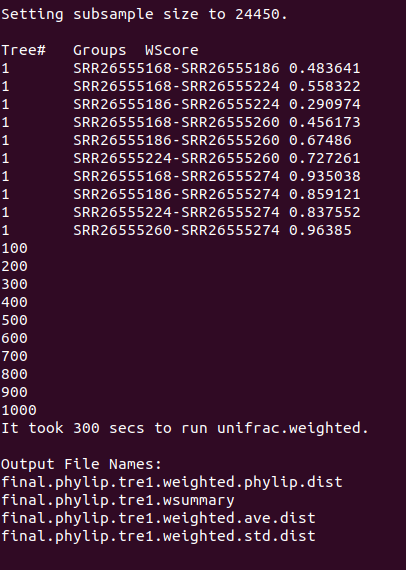 Setting subsample size to 24450.
Tree# Groups WScore
1 SRR26555168-SRR26555186 0.483641
1 SRR26555168-SRR26555224 0.558322
1 SRR26555186-SRR26555224 0.290974
1 SRR26555168-SRR26555260 0.456173
1 SRR26555186-SRR26555260 0.67486
1 SRR26555224-SRR26555260 0.727261
1 SRR26555168-SRR26555274 0.935038
1 SRR26555186-SRR26555274 0.859121
1 SRR26555224-SRR26555274 0.837552
1 SRR26555260-SRR26555274 0.96385
100
200
300
400
500
600
700
800
900
1000
It took 300 secs to run unifrac.weighted.
Output File Names:
final.phylip.tre1.weighted.phylip.dist
final.phylip.tre1.wsummary
final.phylip.tre1.weighted.ave.dist
final.phylip.tre1.weighted.std.dist